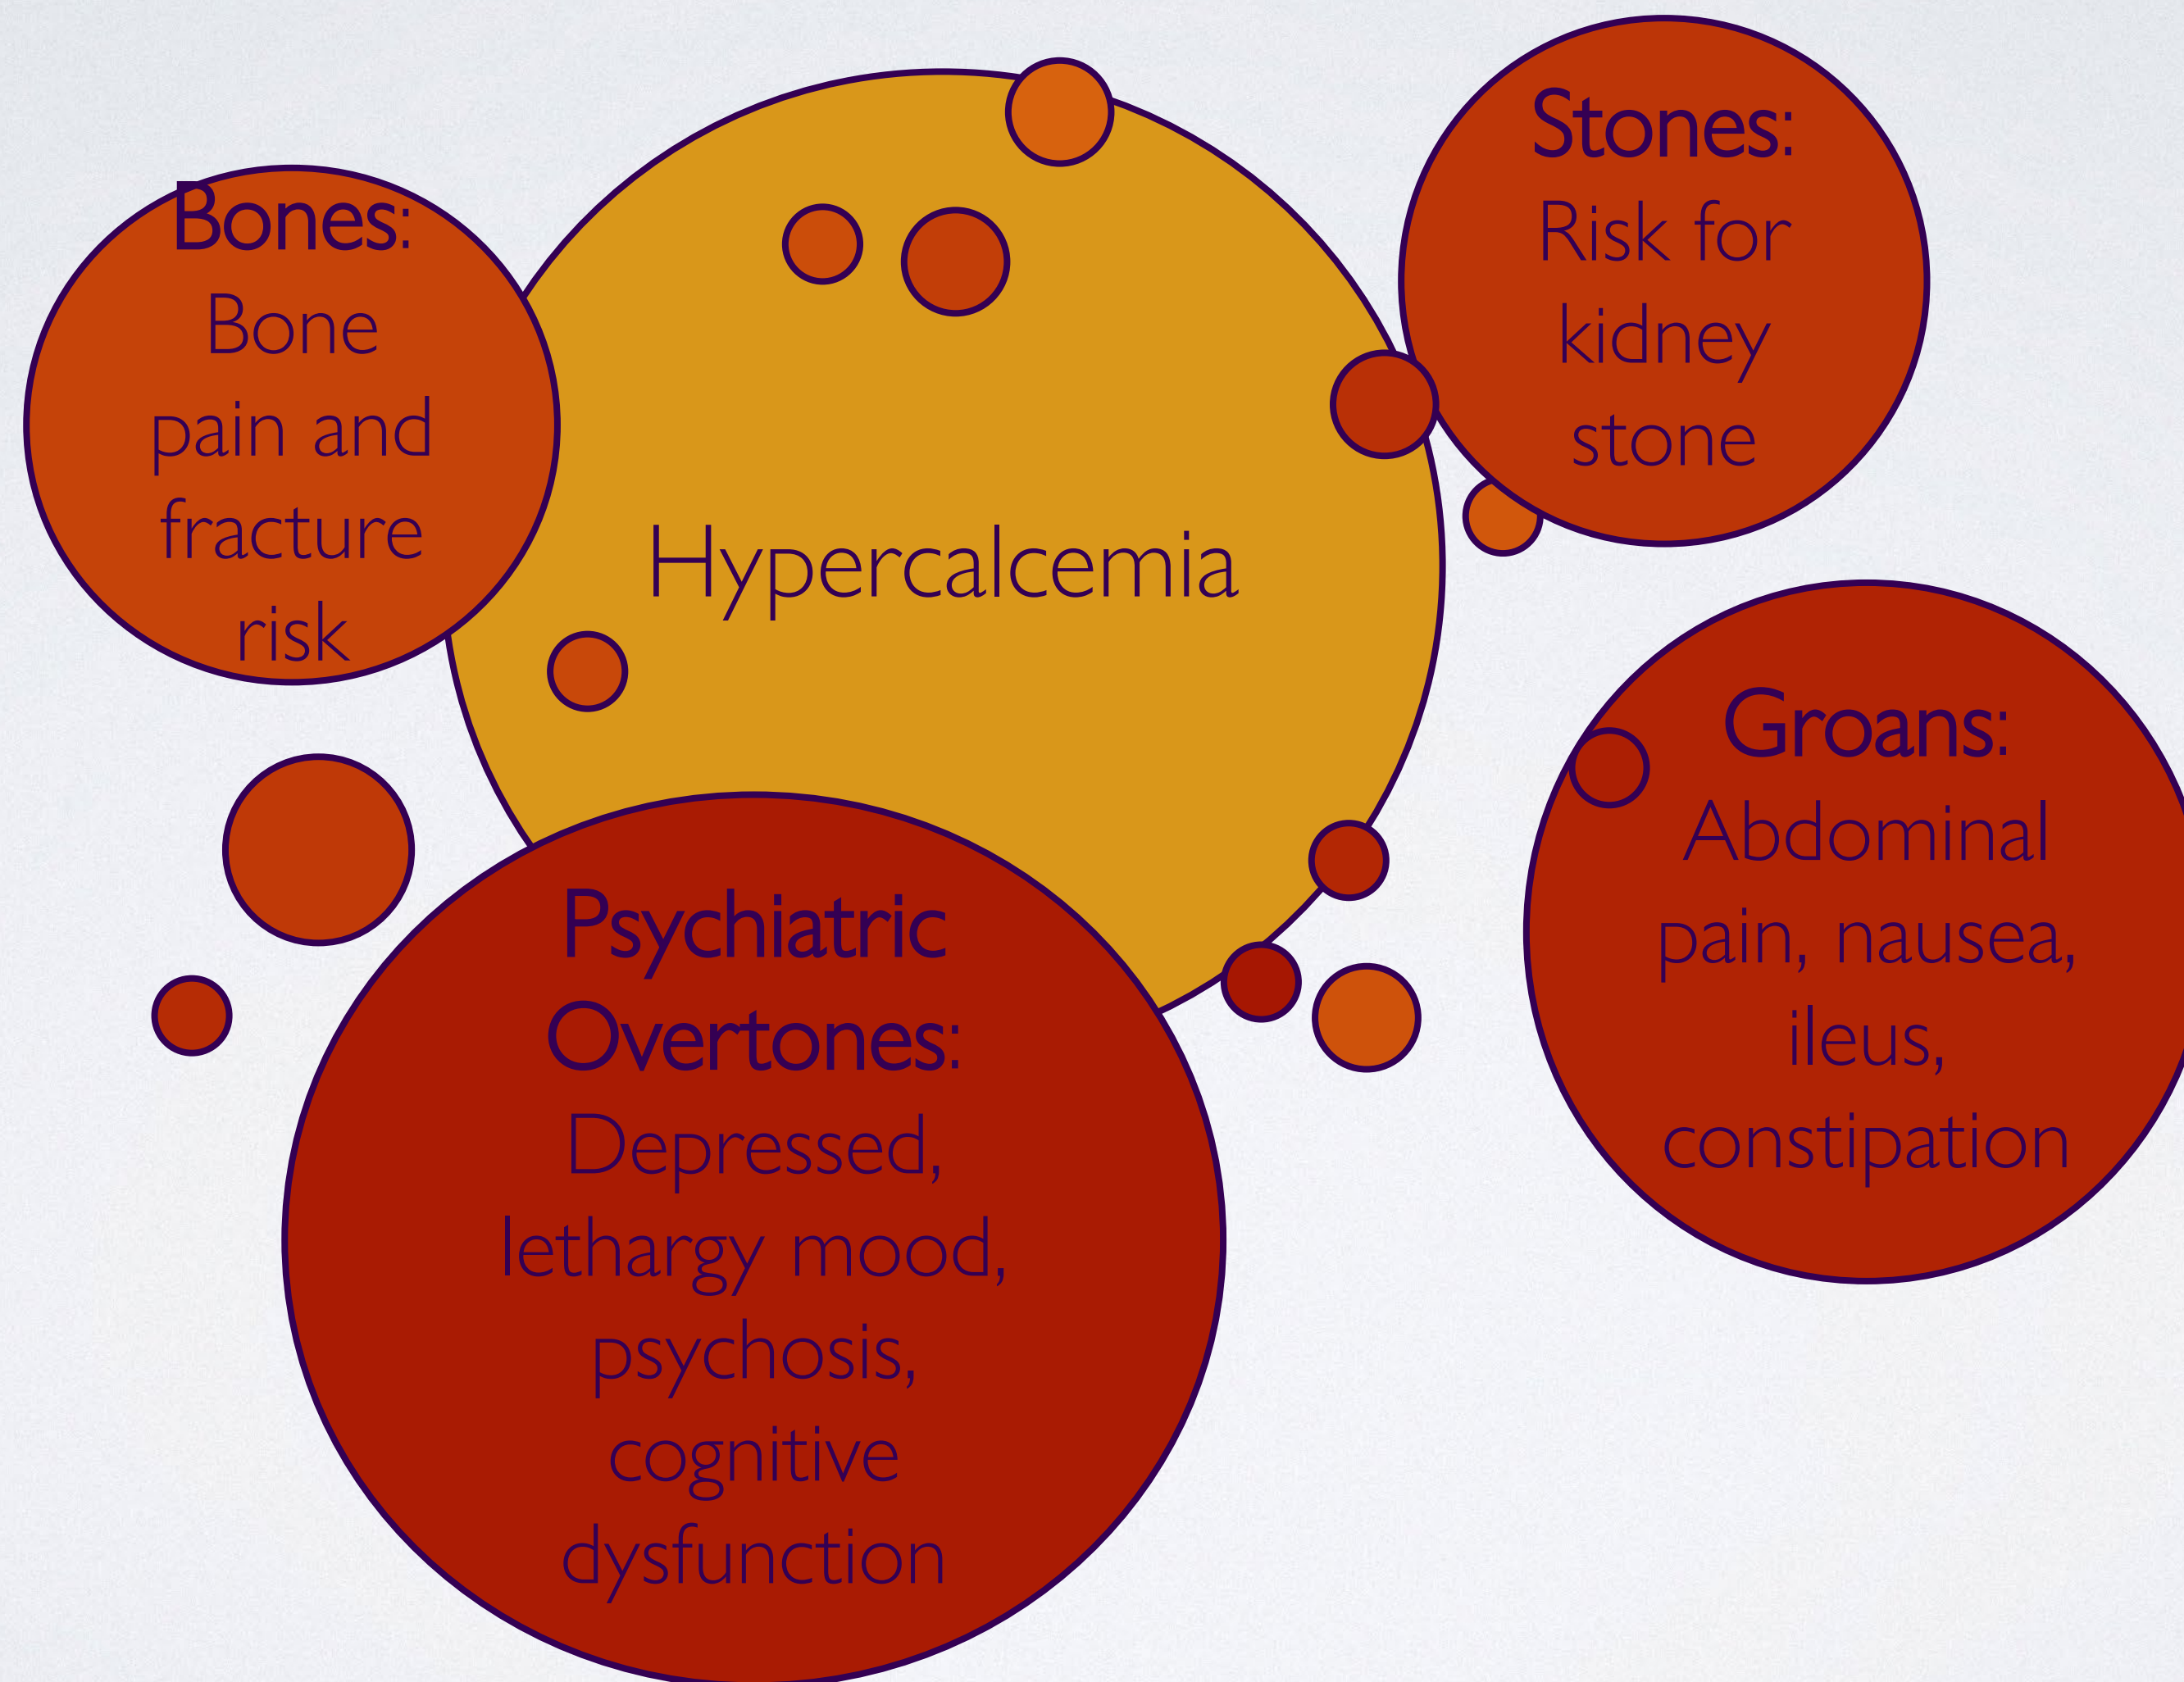 Hypercalcemia
Bones:
Bone
pain and
fracture
risk
Stones:
Risk for
kidney
stone
Groans:
Abdominal
pain, nausea,
ileus,
constipation
Psychiatric
Overtones:
Depressed,
lethargy mood,
psychosis,
cognitive
dysfunction